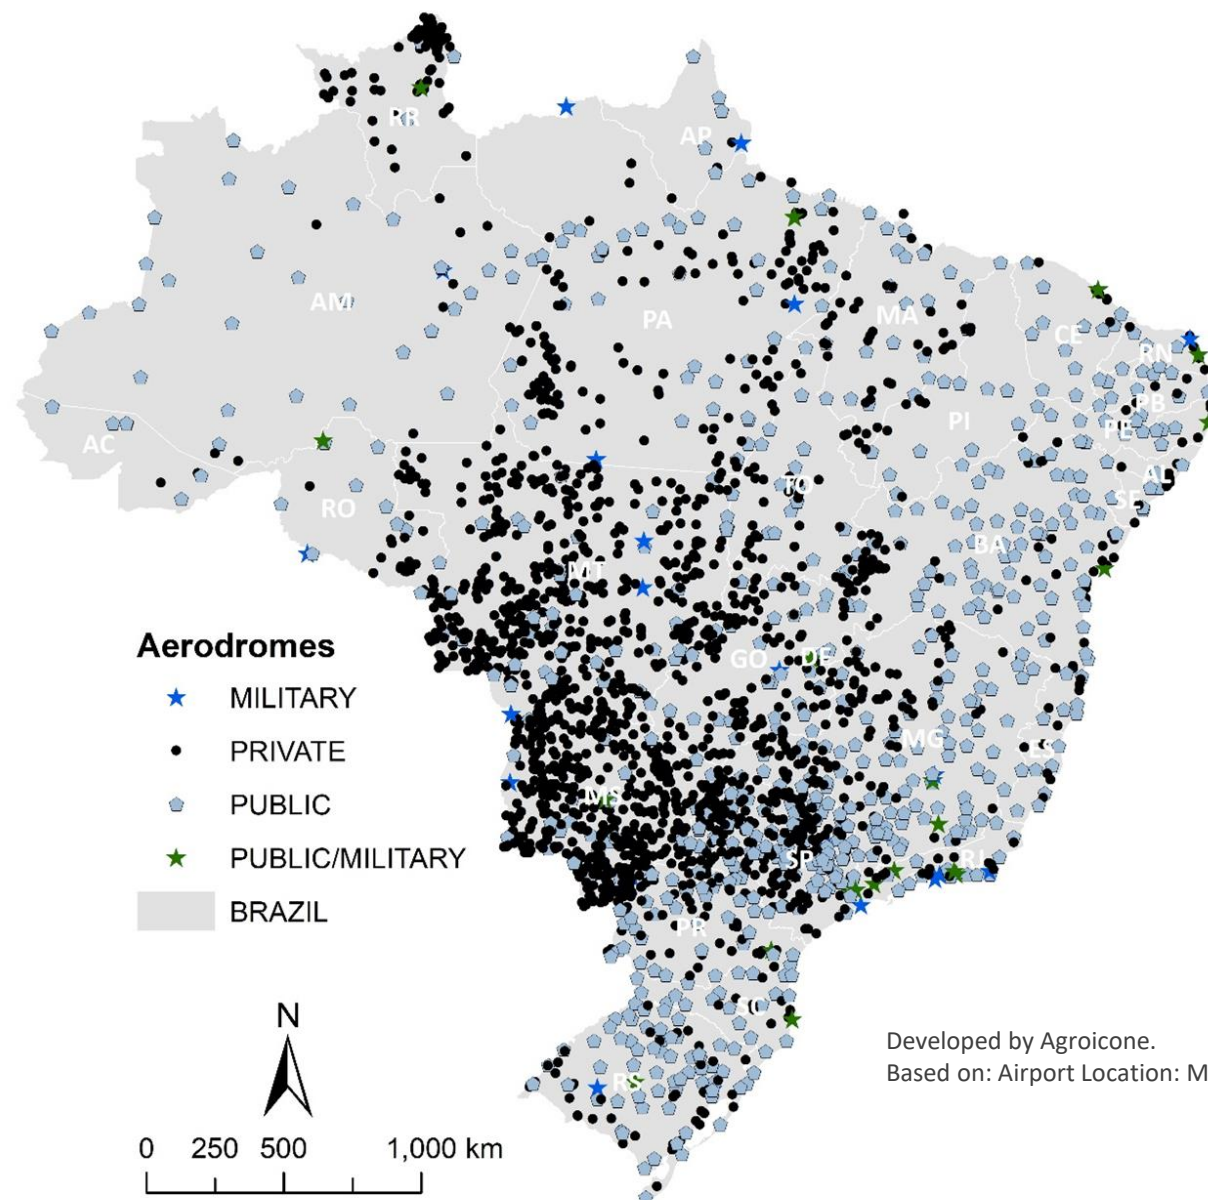 RR
AP
AM
PA
MA
CE
RN
PB
PE
PI
AC
AL
SE
TO
RO
BA
MT
GO
DF
MG
ES
MS
SP
RJ
PR
SC
RS
Aerodromes
MILITARY
PRIVATE
PUBLIC
PUBLIC/MILITARY
BRAZIL
N
0 250 500 1,000 km
Developed by Agroicone.
Based on: Airport Location: M